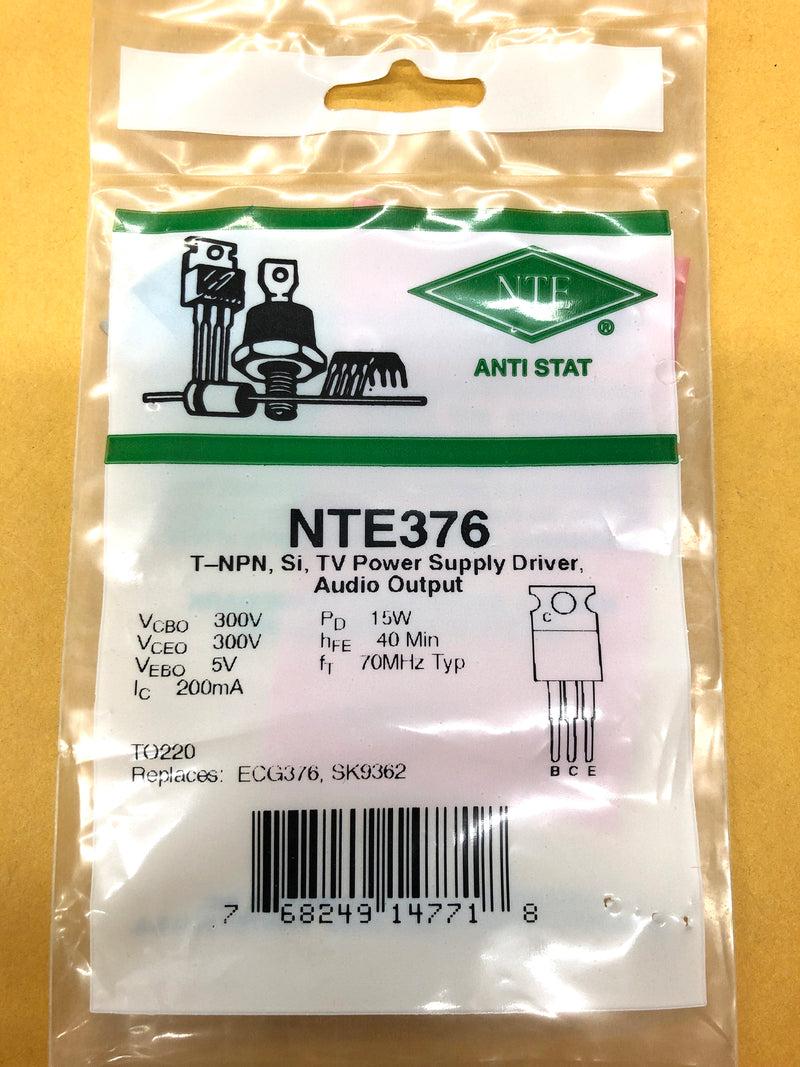 NTE
®
ANTI STAT
NTE376
T–NPN, Si, TV Power Supply Driver,
Audio Output
VCBO 300V PD 15W
VCEO 300V hFE 40 Min
VEBO 5V fT 70MHz Typ
IC 200mA
C
B C E
TO220
Replaces: ECG376, SK9362
7 68249 14771 8